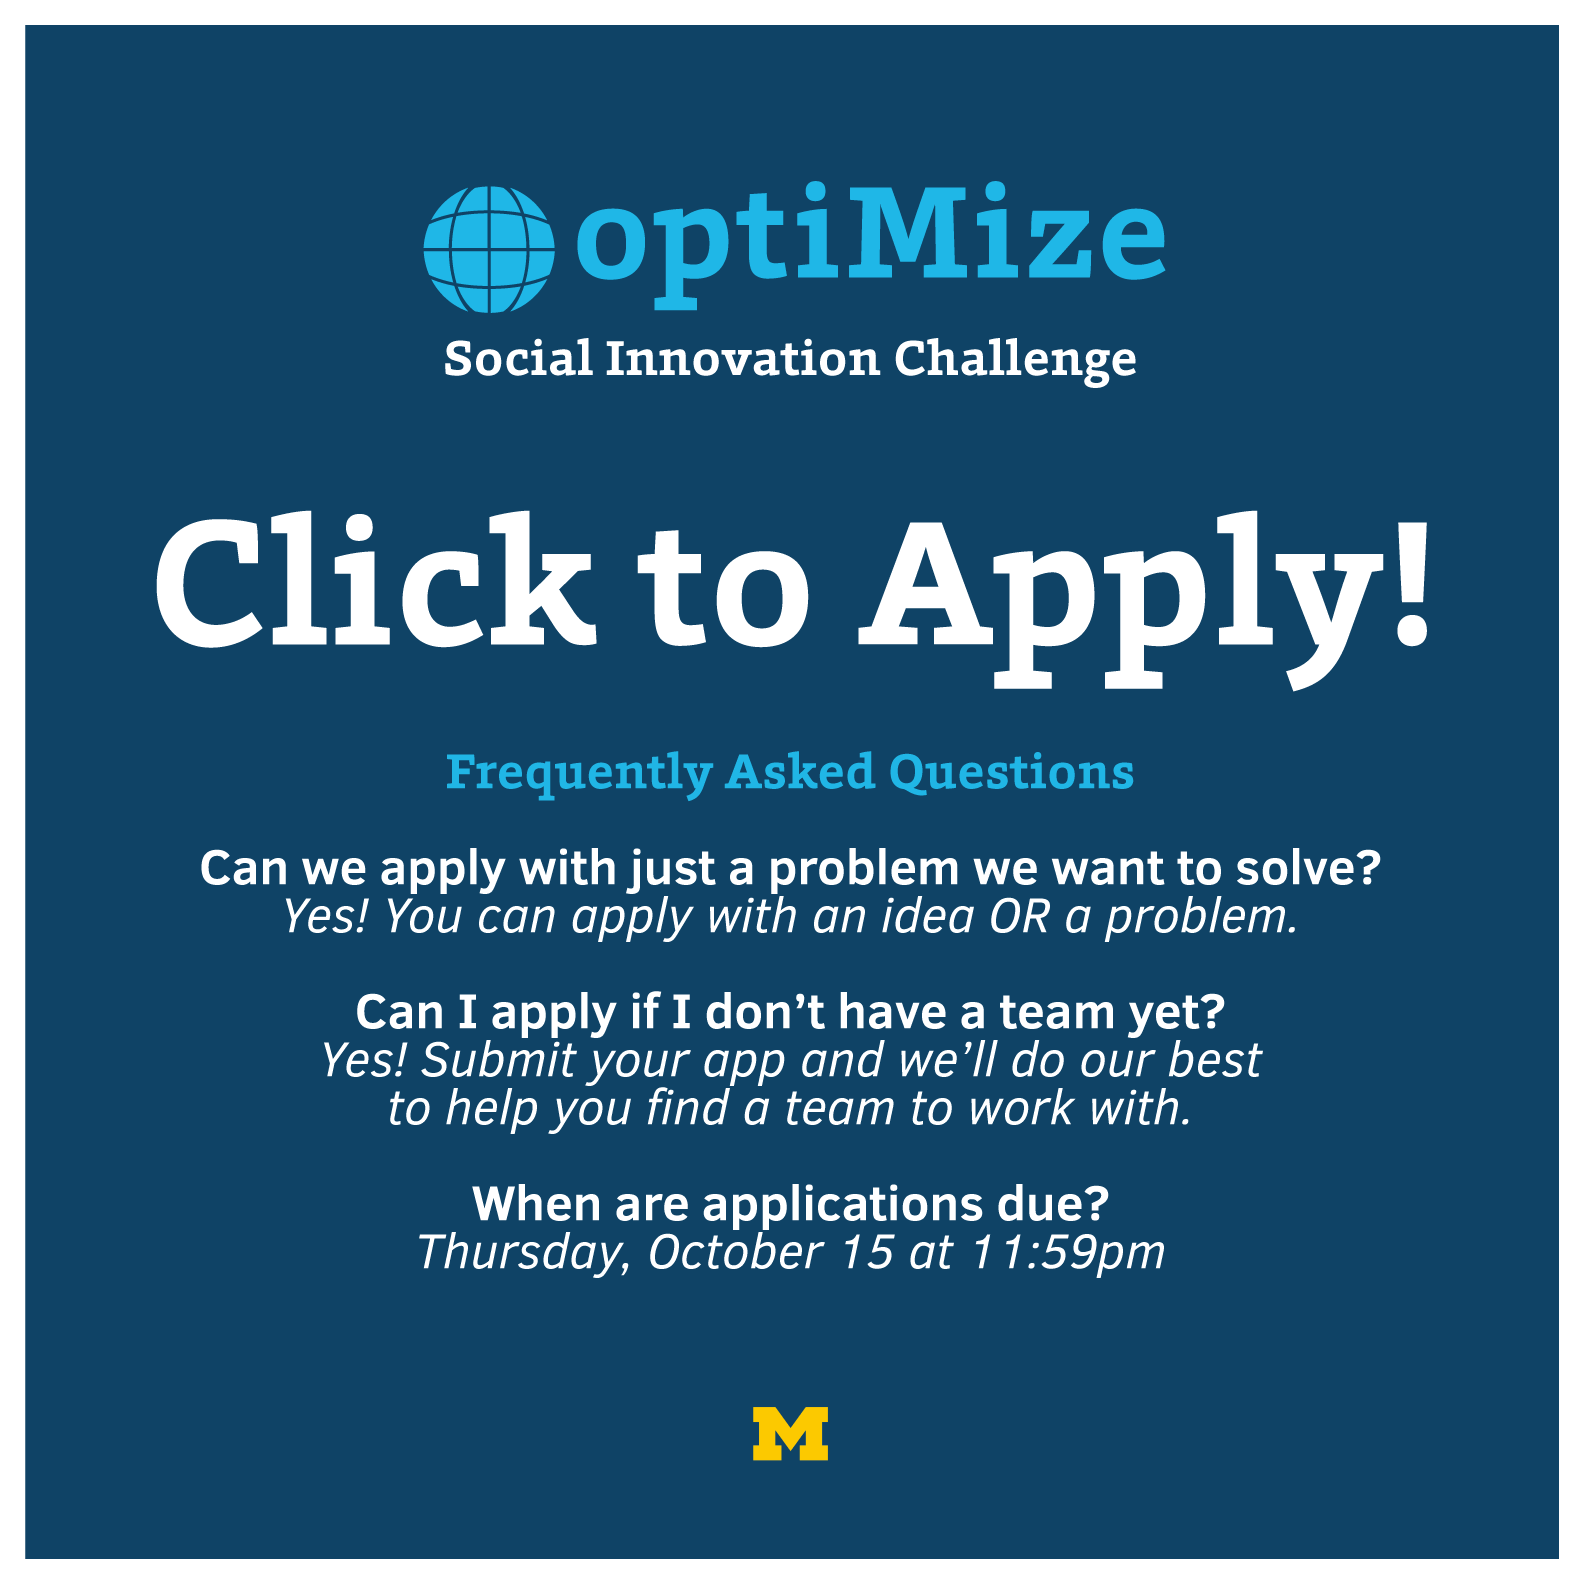 optiMize
Social Innovation Challenge
Click to Apply!
Frequently Asked Questions
Can we apply with just a problem we want to solve?
Yes! You can apply with an idea OR a problem.
Can I apply if I don’t have a team yet?
Yes! Submit your app and we’ll do our best
to help you find a team to work with.
When are applications due?
Thursday, October 15 at 11:59pm
M